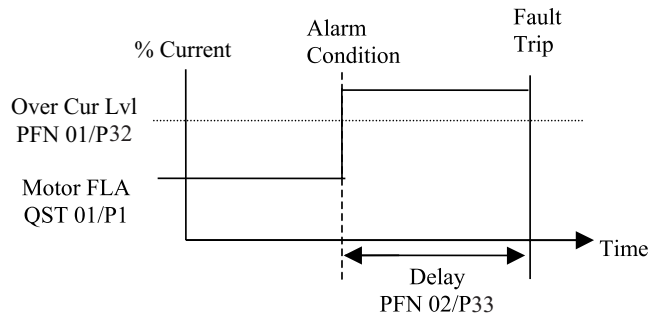 % Current
Alarm
Condition
Fault
Trip
Over Cur Lvl
PFN 01/P32
Motor FLA
QST 01/P1
Time
Delay
PFN 02/P33